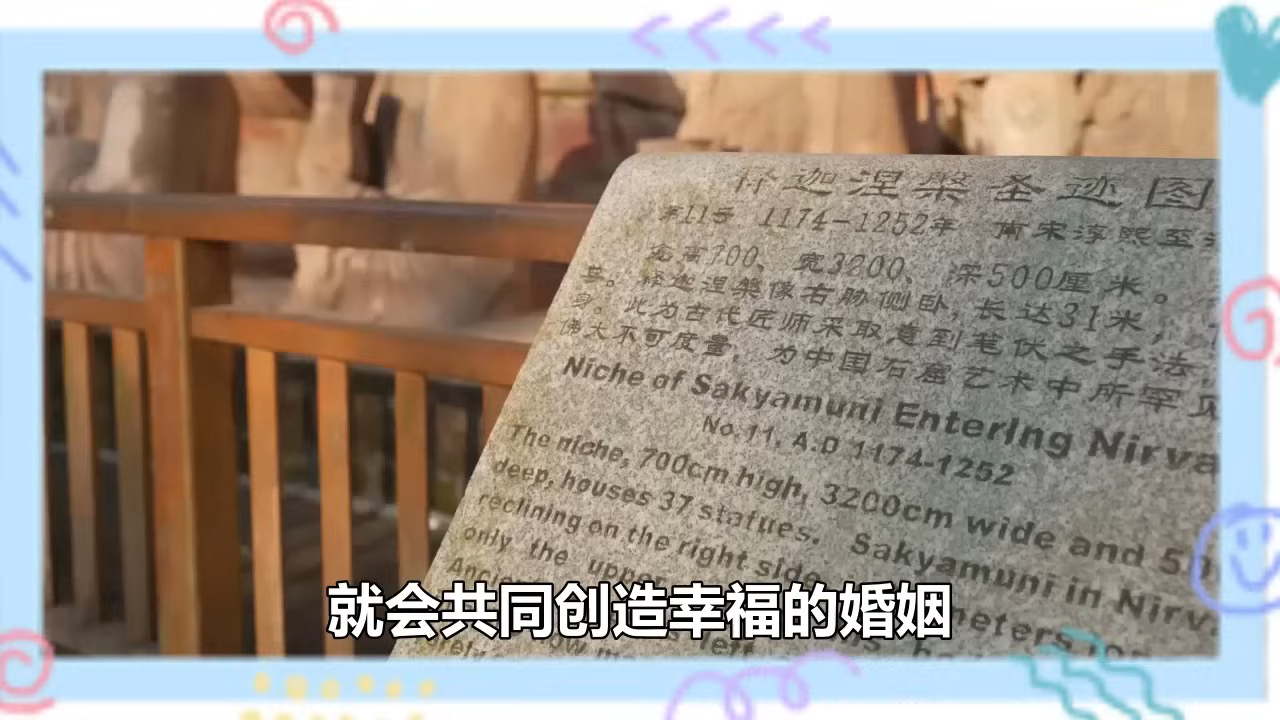 释迦涅槃圣迹图
第11号 1174-1252年 南宋淳熙至
龛高700、宽3200、深500厘米。
释迦涅槃像右胁侧卧,长达31米,
身。此为古代匠师采取意到笔伏之手法,
佛大不可度量,为中国石窟艺术中所罕见
Niche of Sakyamuni Entering
No.11, A.D 1174-1252
The niche, 700cm high, 3200cm wide and
deep, houses 37 statues. Sakyamuni in
reclining on the right side
only the upper
就会共同创造幸福的婚姻